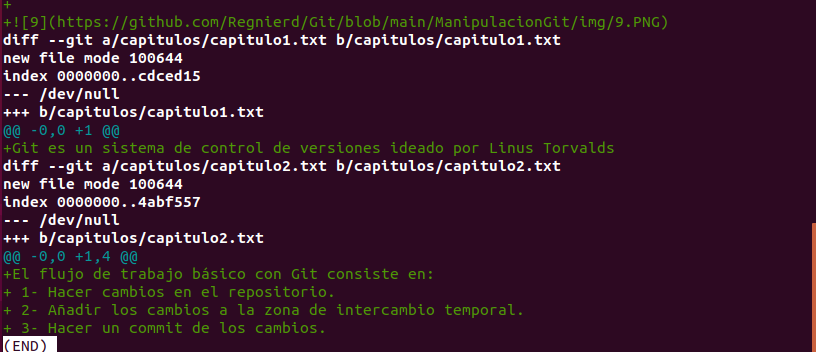 +
+![9](https://github.com/Regnierd/Git/blob/main/ManipulacionGit/img/9.PNG)
diff --git a/capitulos/capitulo1.txt b/capitulos/capitulo1.txt
new file mode 100644
index 0000000..cdced15
--- /dev/null
+++ b/capitulos/capitulo1.txt
@@ -0,0 +1 @@
+Git es un sistema de control de versiones ideado por Linus Torvalds
diff --git a/capitulos/capitulo2.txt b/capitulos/capitulo2.txt
new file mode 100644
index 0000000..4abf557
--- /dev/null
+++ b/capitulos/capitulo2.txt
@@ -0,0 +1,4 @@
+El flujo de trabajo básico con Git consiste en:
+ 1- Hacer cambios en el repositorio.
+ 2- Añadir los cambios a la zona de intercambio temporal.
+ 3- Hacer un commit de los cambios.
(END)